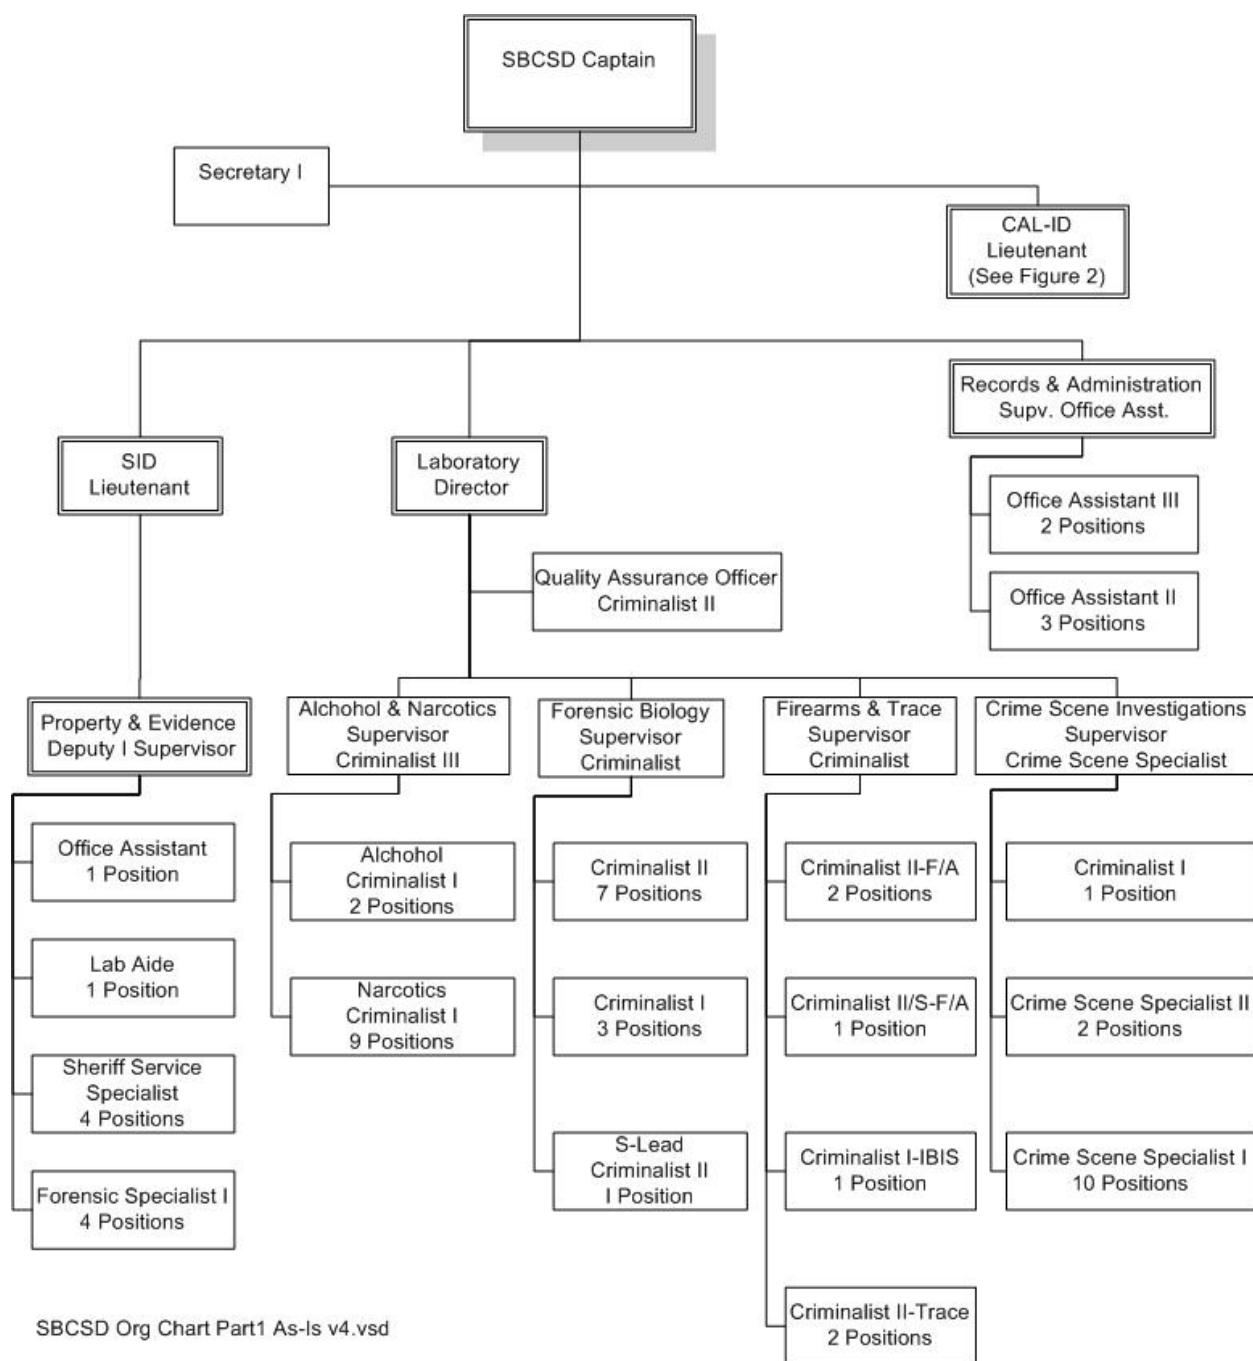 SBCSD Captain
Secretary I
CAL-ID
Lieutenant
(See Figure 2)
Records & Administration
Supv. Office Asst.
SID
Lieutenant
Laboratory
Director
Office Assistant III
2 Positions
Quality Assurance Officer
Criminalist II
Office Assistant II
3 Positions
Property & Evidence
Deputy I Supervisor
Alchohol & Narcotics
Supervisor
Criminalist III
Forensic Biology
Supervisor
Criminalist
Firearms & Trace
Supervisor
Criminalist
Crime Scene Investigations
Supervisor
Crime Scene Specialist
Office Assistant
1 Position
Lab Aide
1 Position
Sheriff Service
Specialist
4 Positions
Forensic Specialist I
4 Positions
Alchohol
Criminalist I
2 Positions
Narcotics
Criminalist I
9 Positions
Criminalist II
7 Positions
Criminalist I
3 Positions
S-Lead
Criminalist II
I Position
Criminalist II-F/A
2 Positions
Criminalist II/S-F/A
1 Position
Criminalist I-IBIS
1 Position
Criminalist II-Trace
2 Positions
Criminalist I
1 Position
Crime Scene Specialist II
2 Positions
Crime Scene Specialist I
10 Positions
SBCSD Org Chart Part1 As-Is v4.vsd